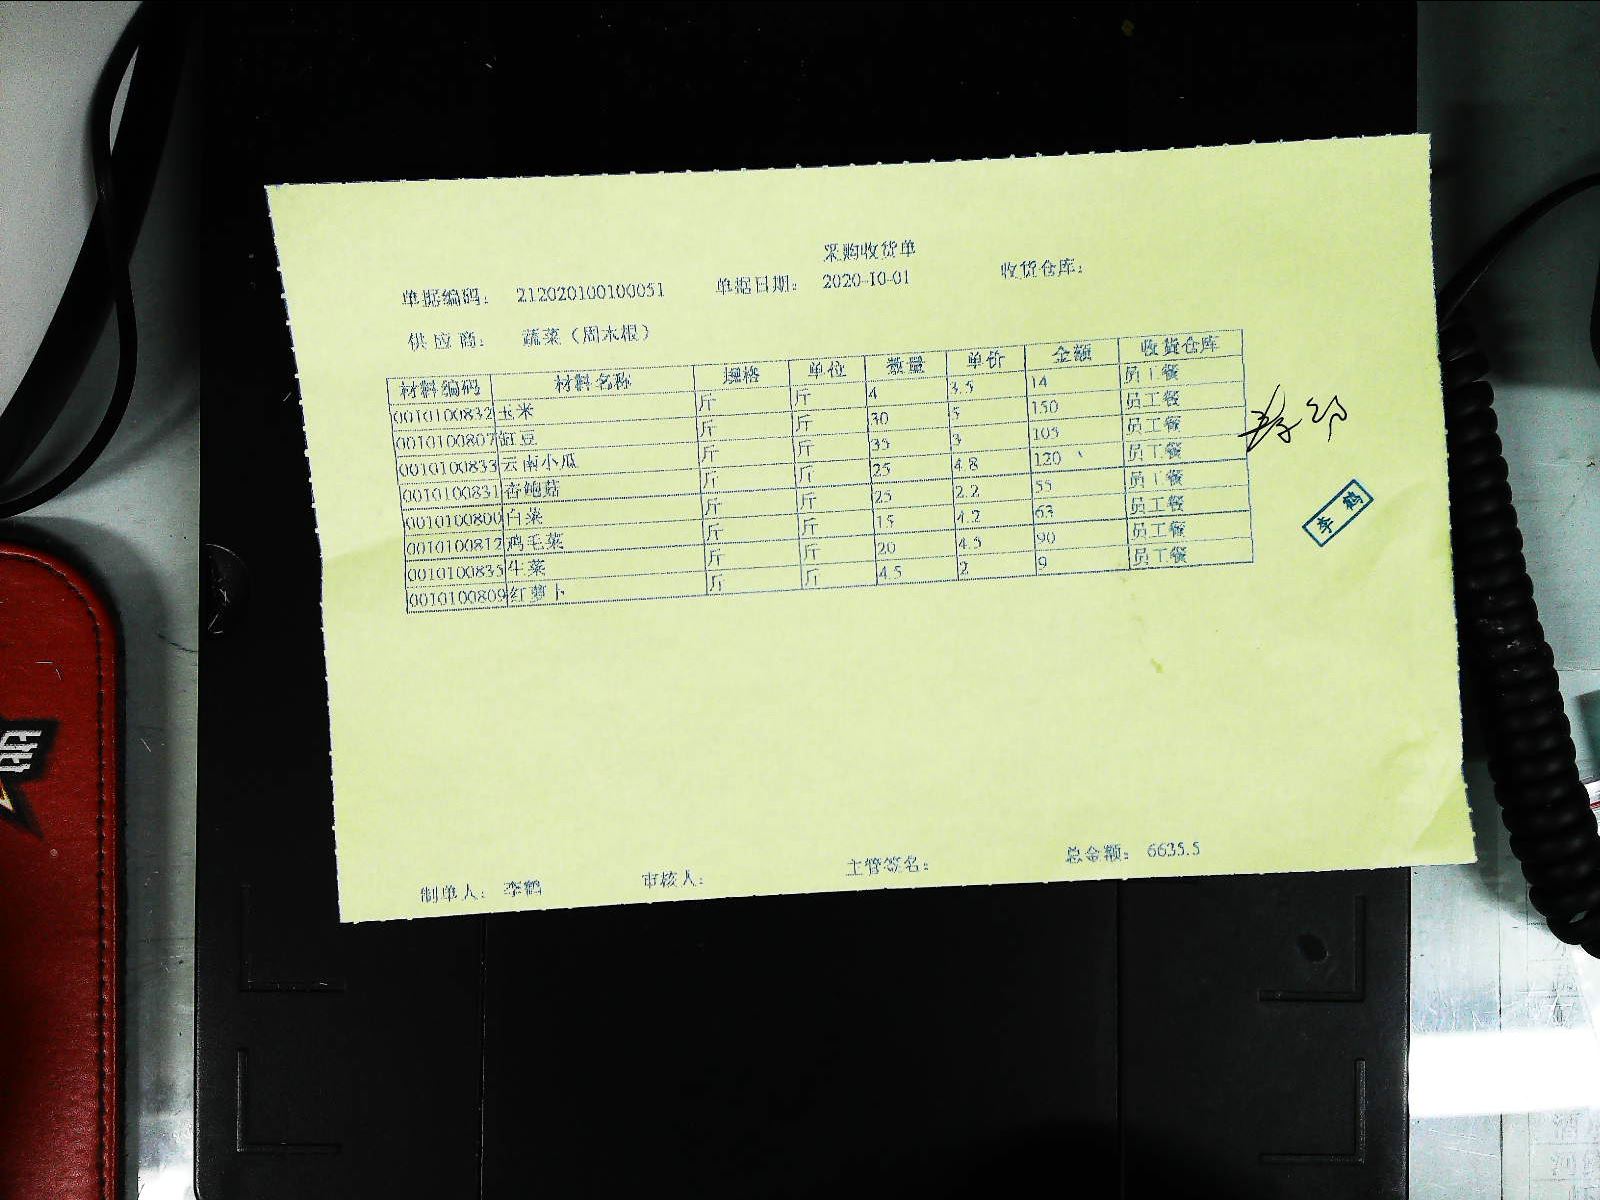 采购收货单
单据编码： 212020100100051 单据日期： 2020-10-01 收货仓库：
供应商： 蔬菜（周木根）
材料编码 材料名称 规格 单位 数量 单价 金额 收货仓库
0010100832 玉米 斤 斤 4 3.5 14 员工餐
0010100807 豇豆 斤 斤 30 5 150 员工餐
0010100833 云南小瓜 斤 斤 35 3 105 员工餐
0010100831 杏鲍菇 斤 斤 25 4.8 120 员工餐
0010100800 白菜 斤 斤 25 2.2 55 员工餐
0010100812 鸡毛菜 斤 斤 15 4.2 63 员工餐
0010100835 生菜 斤 斤 20 4.5 90 员工餐
0010100809 红萝卜 斤 斤 4.5 2 9 员工餐
李鹤
制单人： 李鹤 审核人： 主管签名： 总金额： 6635.5